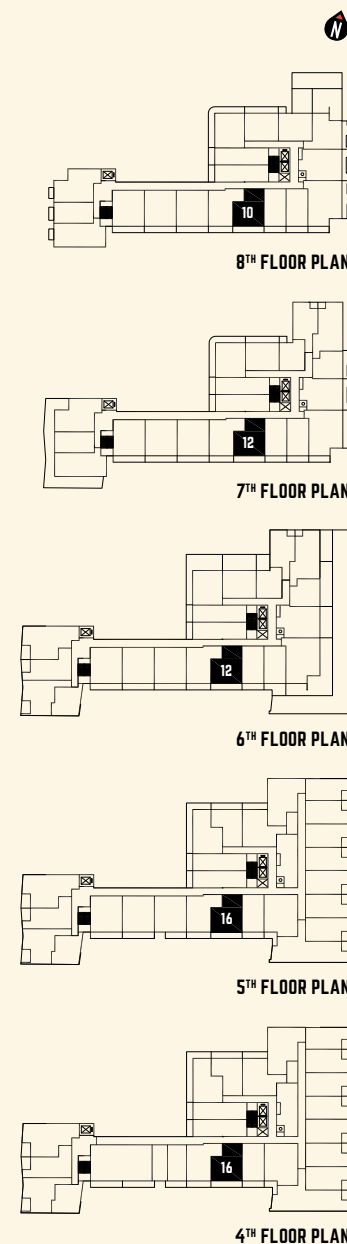 N
10
8TH FLOOR PLAN
12
7TH FLOOR PLAN
12
6TH FLOOR PLAN
16
5TH FLOOR PLAN
16
4TH FLOOR PLAN